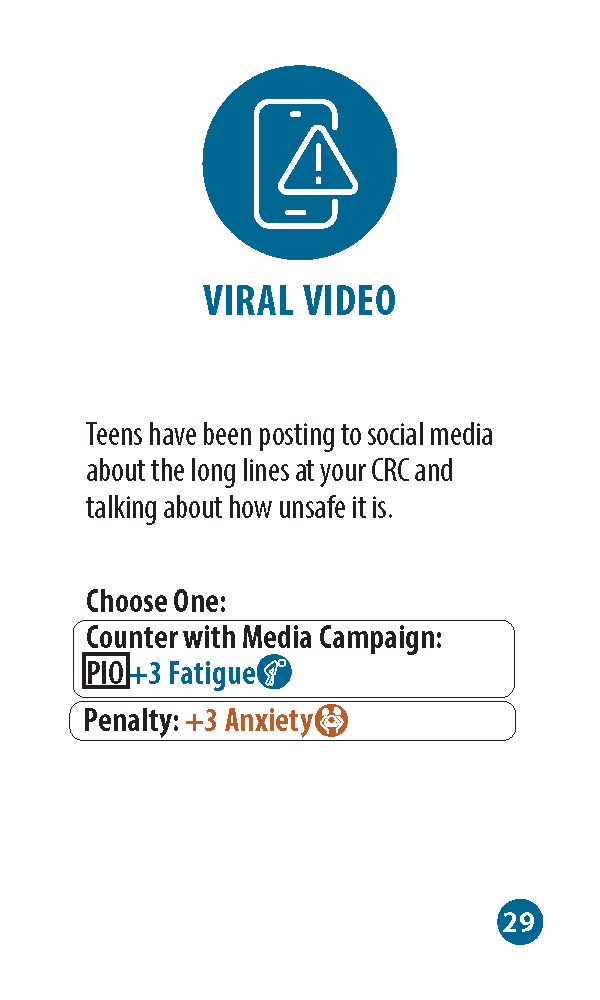 VIRAL VIDEO
Teens have been posting to social media
about the long lines at your CRC and
talking about how unsafe it is.
Choose One:
Counter with Media Campaign:
PIO +3 Fatigue
Penalty: +3 Anxiety
29